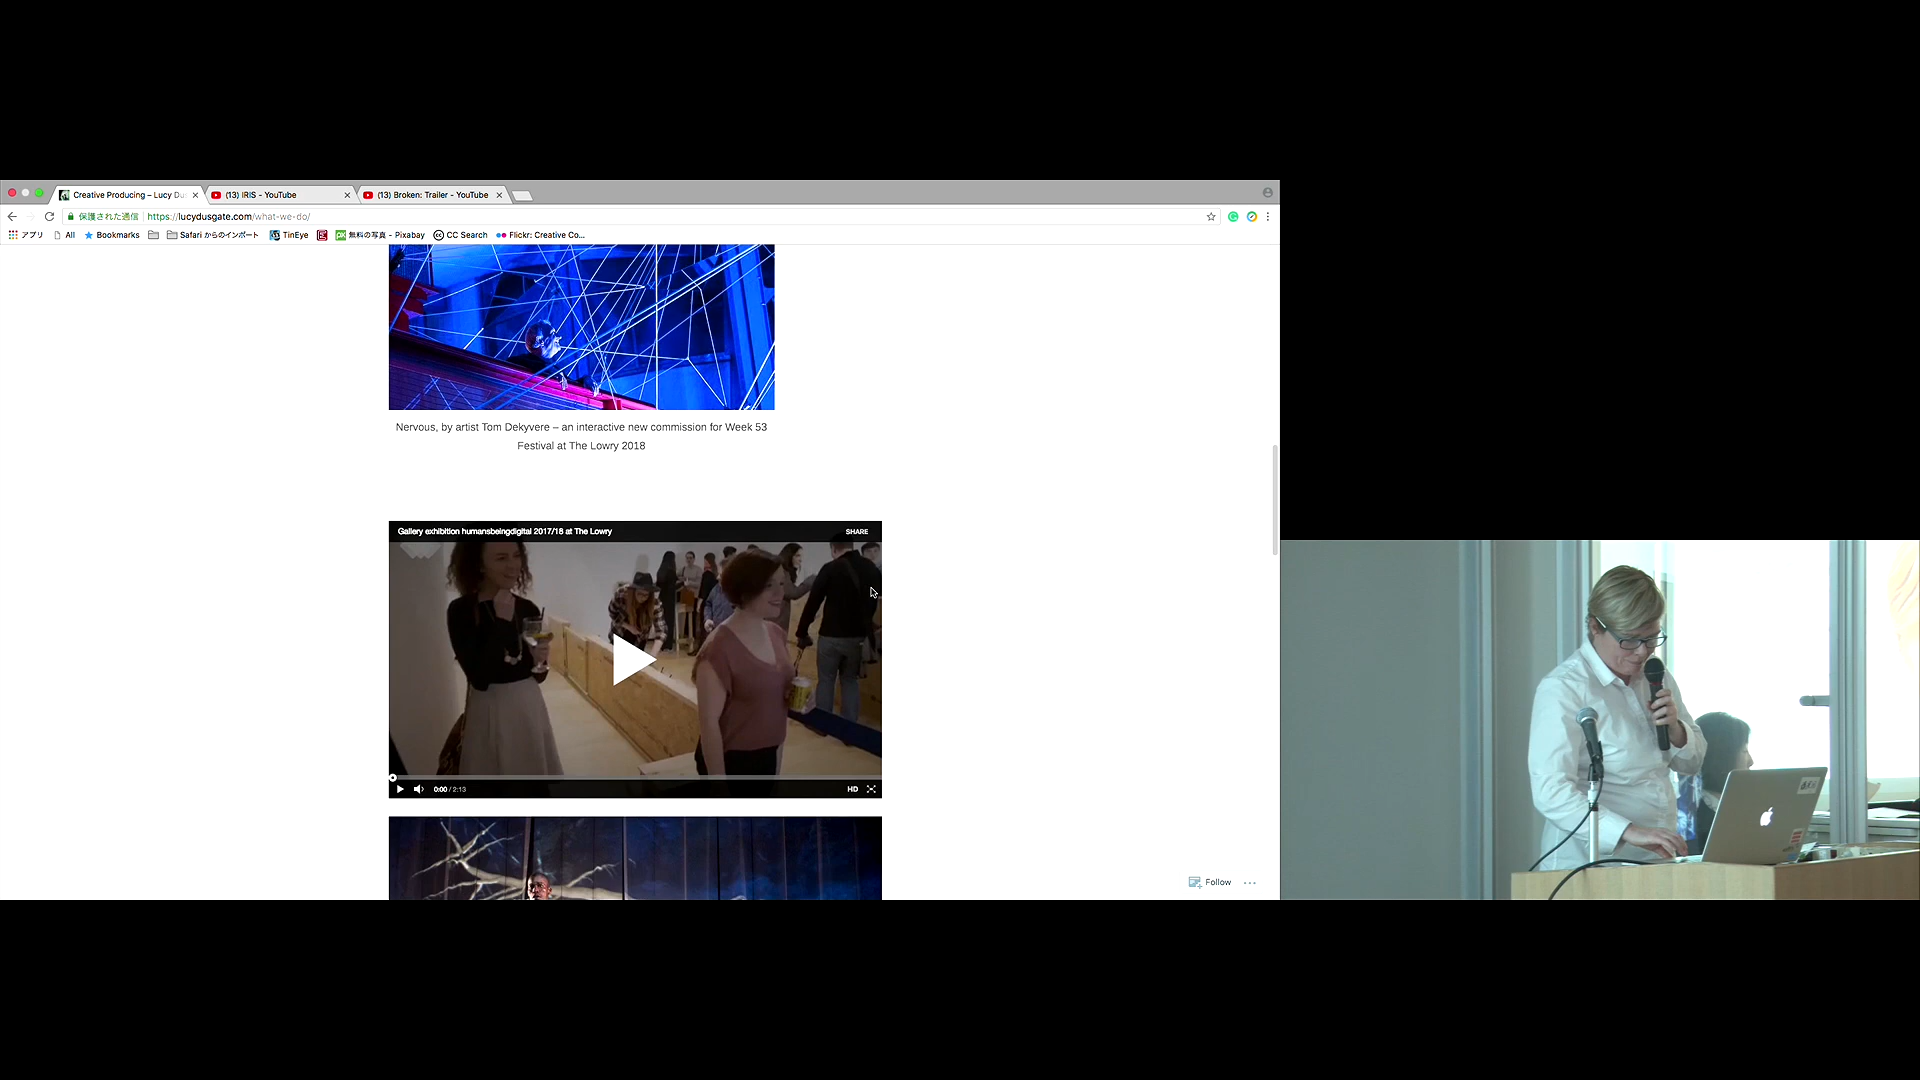 Creative Producing – Lucy Du
(13) IRIS - YouTube
(13) Broken: Trailer - YouTube
保護された通信
https://lucydusgate.com/what-we-do/
アプリ
All
Bookmarks
Safari からのインポート
TinEye
無料の写真 - Pixabay
CC Search
Flickr: Creative Co...
Nervous, by artist Tom Dekyvere – an interactive new commission for Week 53
Festival at The Lowry 2018
Gallery exhibition humansbeingdigital 2017/18 at The Lowry
SHARE
0:00 / 2:13
HD
Follow